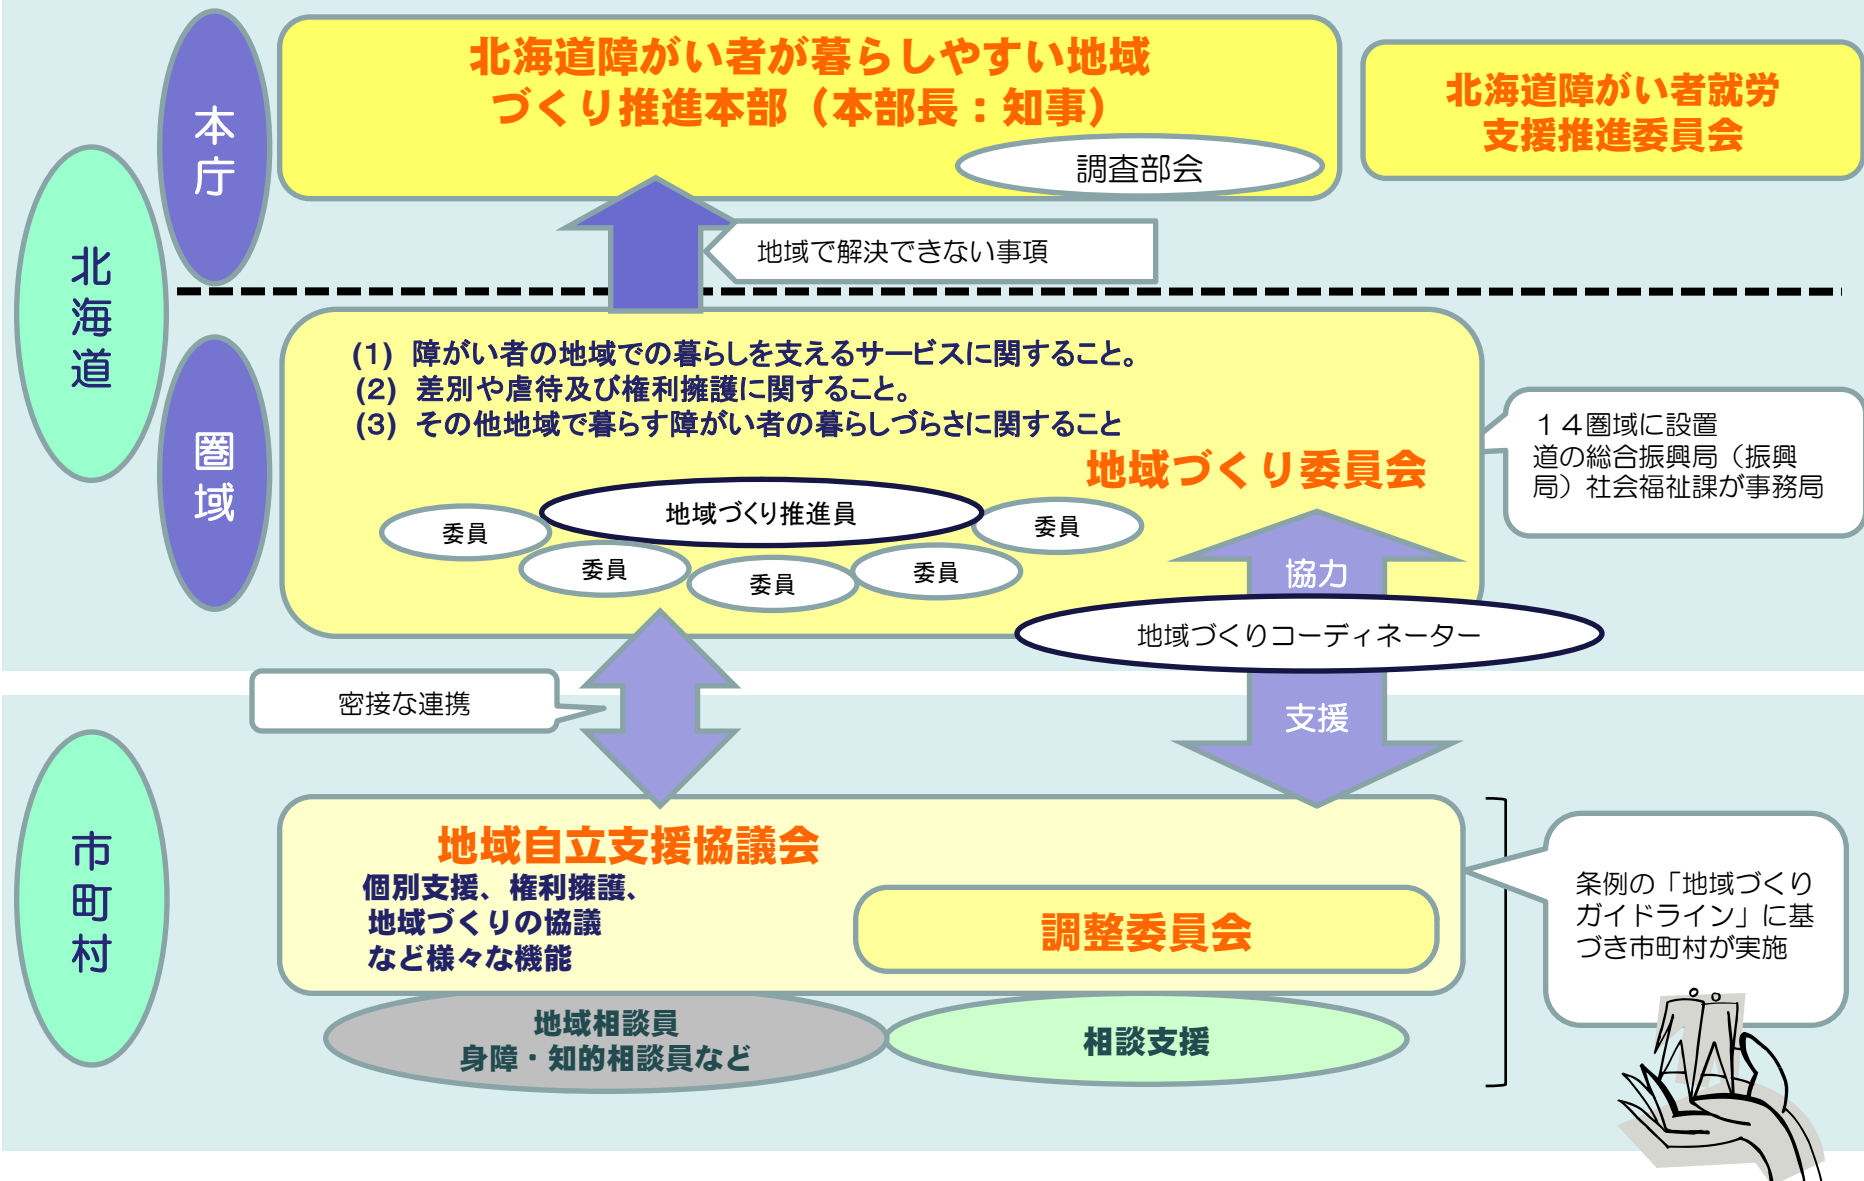 北海道
本庁
北海道障がい者が暮らしやすい地域
づくり推進本部（本部長：知事）
調査部会
北海道障がい者就労
支援推進委員会
地域で解決できない事項
圏域
(1) 障がい者の地域での暮らしを支えるサービスに関すること。
(2) 差別や虐待及び権利擁護に関すること。
(3) その他地域で暮らす障がい者の暮らしづらさに関すること
地域づくり委員会
地域づくり推進員
委員
委員
委員
委員
委員
１４圏域に設置
道の総合振興局（振興
局）社会福祉課が事務局
協力
地域づくりコーディネーター
支援
密接な連携
市町村
地域自立支援協議会
個別支援、権利擁護、
地域づくりの協議
など様々な機能
調整委員会
地域相談員
身障・知的相談員など
相談支援
条例の「地域づくり
ガイドライン」に基
づき市町村が実施